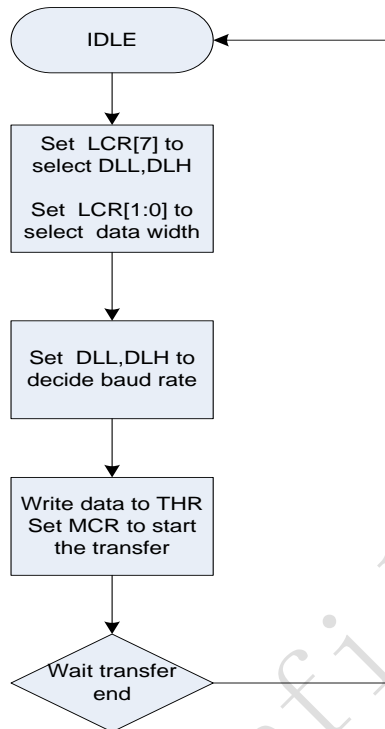 IDLE
Set LCR[7] to
select DLL,DLH
Set LCR[1:0] to
select data width
Set DLL,DLH to
decide baud rate
Write data to THR
Set MCR to start
the transfer
Wait transfer
end